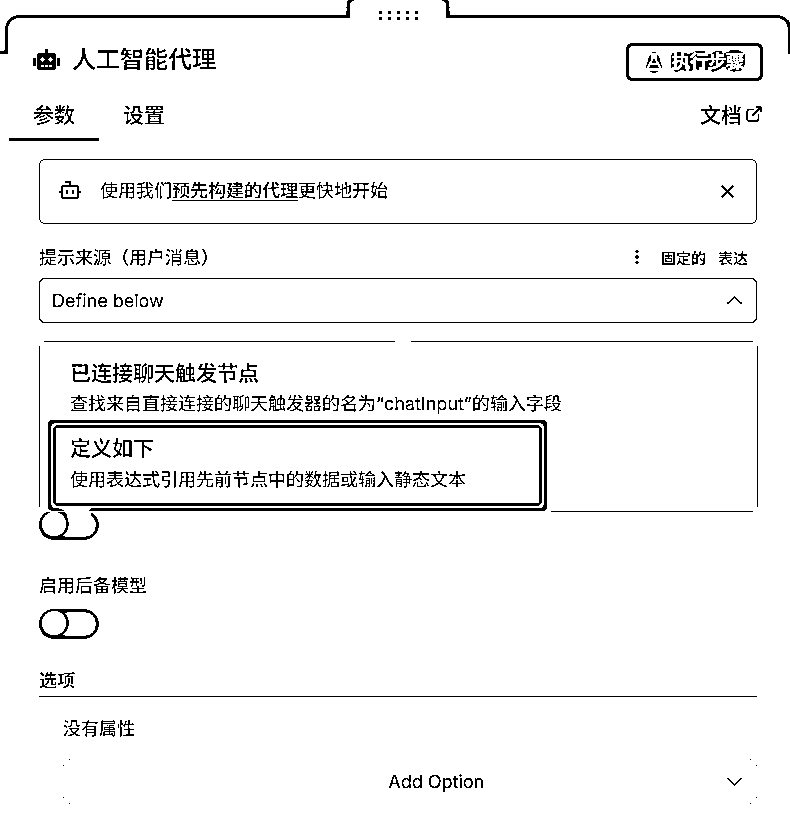 人工智能代理
执行步骤
参数 设置 文档
使用我们预先构建的代理更快地开始
提示来源（用户消息） 固定的 表达
Define below
已连接聊天触发节点
查找来自直接连接的聊天触发器的名为“chatInput”的输入字段
定义如下
使用表达式引用先前节点中的数据或输入静态文本
启用后备模型
选项
没有属性
Add Option